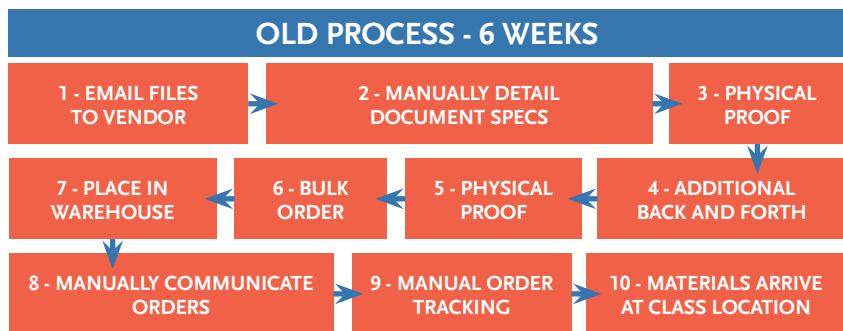 OLD PROCESS - 6 WEEKS
1 - EMAIL FILES
TO VENDOR
2 - MANUALLY DETAIL
DOCUMENT SPECS
3 - PHYSICAL
PROOF
4 - ADDITIONAL
BACK AND FORTH
5 - PHYSICAL
PROOF
6 - BULK
ORDER
7 - PLACE IN
WAREHOUSE
8 - MANUALLY COMMUNICATE
ORDERS
9 - MANUAL ORDER
TRACKING
10 - MATERIALS ARRIVE
AT CLASS LOCATION